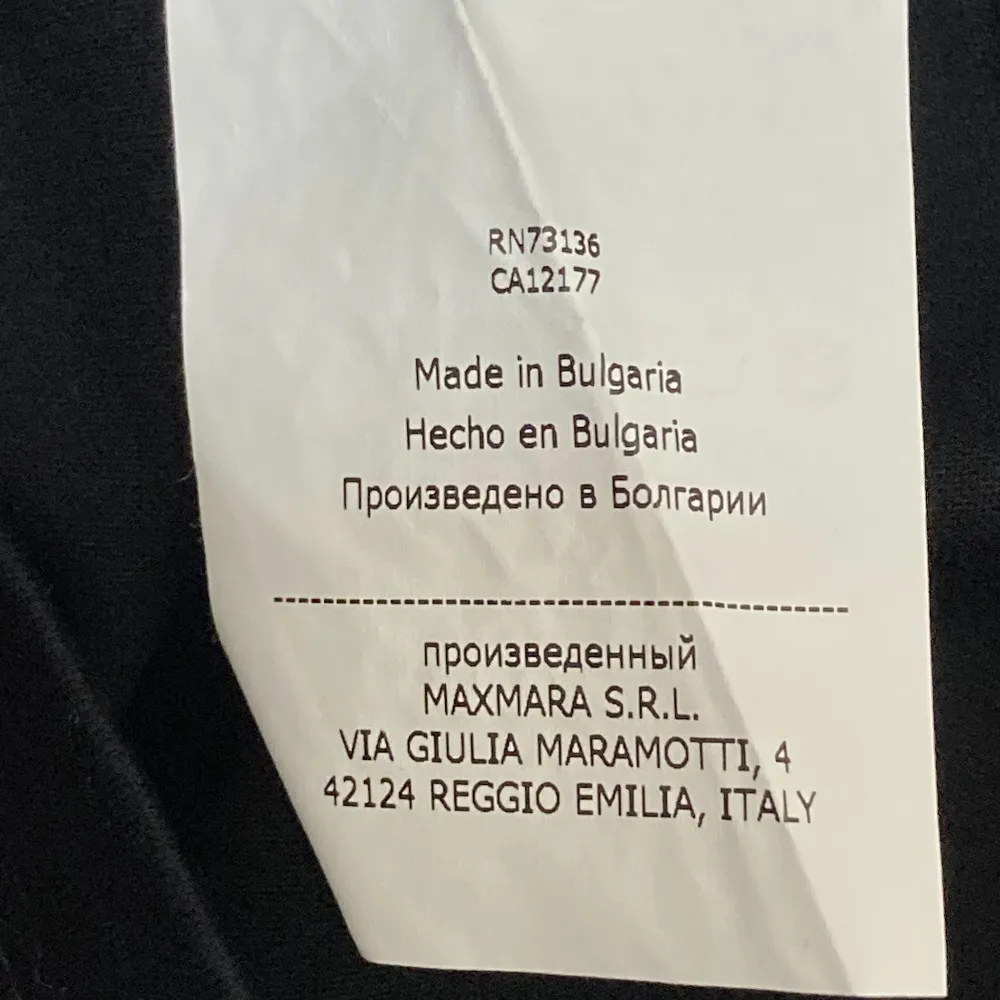 RN73136
CA12177
Made in Bulgaria
Hecho en Bulgaria
Произведено в Болгарии
произведенный
MAXMARA S.R.L.
VIA GIULIA MARAMOTTI, 4
42124 REGGIO EMILIA, ITALY